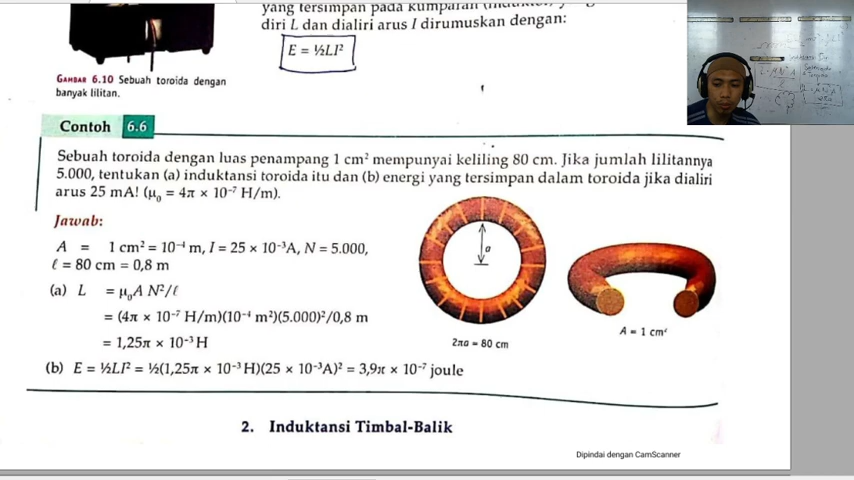 yang tersimpan pada kumparan
diri L dan dialiri arus I dirumuskan dengan:
E = ½LI²
GAMBAR 6.10 Sebuah toroida dengan
banyak lilitan.
Contoh 6.6
Sebuah toroida dengan luas penampang 1 cm² mempunyai keliling 80 cm. Jika jumlah lilitannya
5.000, tentukan (a) induktansi toroida itu dan (b) energi yang tersimpan dalam toroida jika dialiri
arus 25 mA! (μ₀ = 4π × 10⁻⁷ H/m).
Jawab:
A = 1 cm² = 10⁻⁴ m, I = 25 × 10⁻³A, N = 5.000,
ℓ = 80 cm = 0,8 m
(a) L = μ₀A N²/ℓ
= (4π × 10⁻⁷ H/m)(10⁻⁴ m²)(5.000)²/0,8 m
= 1,25π × 10⁻³ H
a
2πa = 80 cm
A = 1 cm²
(b) E = ½LI² = ½(1,25π × 10⁻³ H)(25 × 10⁻³A)² = 3,9π × 10⁻⁷ joule
2. Induktansi Timbal-Balik
Dipindai dengan CamScanner